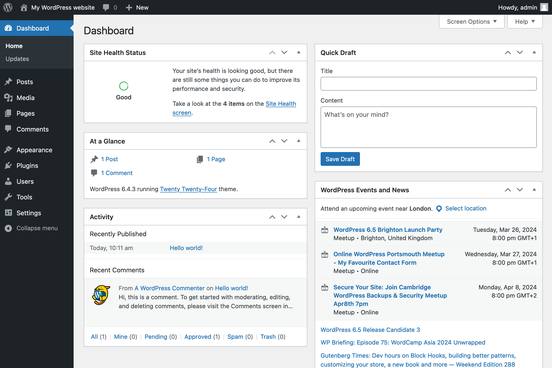 My WordPress website
0
New
Howdy, admin
Dashboard
Home
Updates
Posts
Media
Pages
Comments
Appearance
Plugins
Users
Tools
Settings
Collapse menu
Screen Options
Help
Dashboard
Site Health Status
Good
Your site's health is looking good, but there
are still some things you can do to improve its
performance and security.
Take a look at the 4 items on the Site Health
screen.
At a Glance
1 Post
1 Page
1 Comment
WordPress 6.4.3 running Twenty Twenty-Four theme.
Activity
Recently Published
Today, 10:11 am
Hello world!
Recent Comments
From A WordPress Commenter on Hello world!
Hi, this is a comment. To get started with moderating, editing,
and deleting comments, please visit the Comments screen in...
All (1) | Mine (0) | Pending (0) | Approved (1) | Spam (0) | Trash (0)
Quick Draft
Title
Content
What's on your mind?
Save Draft
WordPress Events and News
Attend an upcoming event near London. Select location
WordPress 6.5 Brighton Launch Party
Meetup • Brighton, United Kingdom
Tuesday, Mar 26, 2024
8:00 pm GMT+1
Online WordPress Portsmouth Meetup
- My Favourite Contact Form
Meetup • Online
Wednesday, Mar 27, 2024
8:00 pm GMT+1
Secure Your Site: Join Cambridge
WordPress Backups & Security Meetup
Apr8th 7pm
Meetup • Online
Monday, Apr 8, 2024
8:00 pm GMT+2
WordPress 6.5 Release Candidate 3
WP Briefing: Episode 75: WordCamp Asia 2024 Unwrapped
Gutenberg Times: Dev hours on Block Hooks, building better patterns,
customizing your store, a new book and more — Weekend Edition 288